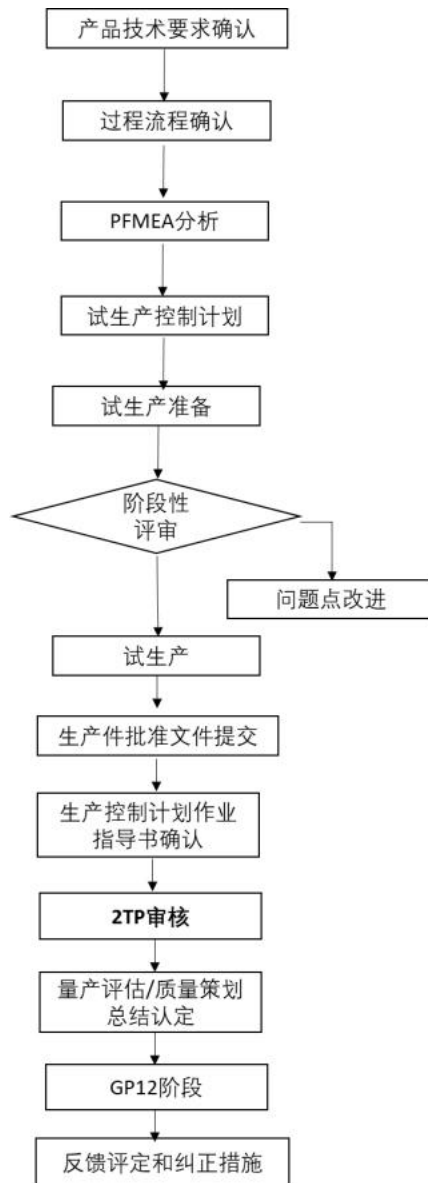 产品技术要求确认
过程流程确认
PFMEA分析
试生产控制计划
试生产准备
阶段性
评审
问题点改进
试生产
生产件批准文件提交
生产控制计划作业
指导书确认
2TP审核
量产评估/质量策划
总结认定
GP12阶段
反馈评定和纠正措施